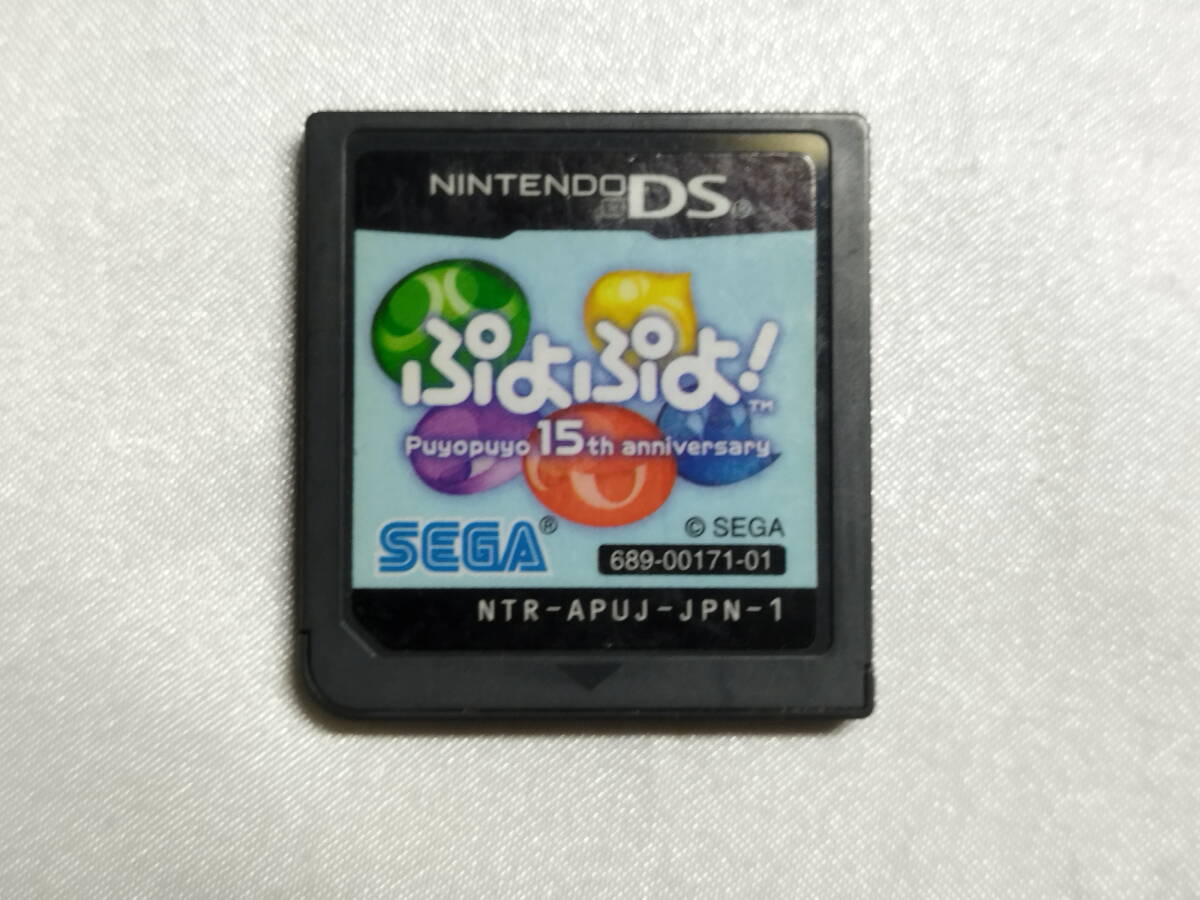 NINTENDO DS®
ぷよぷよ!™
Puyopuyo 15th anniversary
SEGA®
© SEGA
689-00171-01
NTR-APUJ-JPN-1